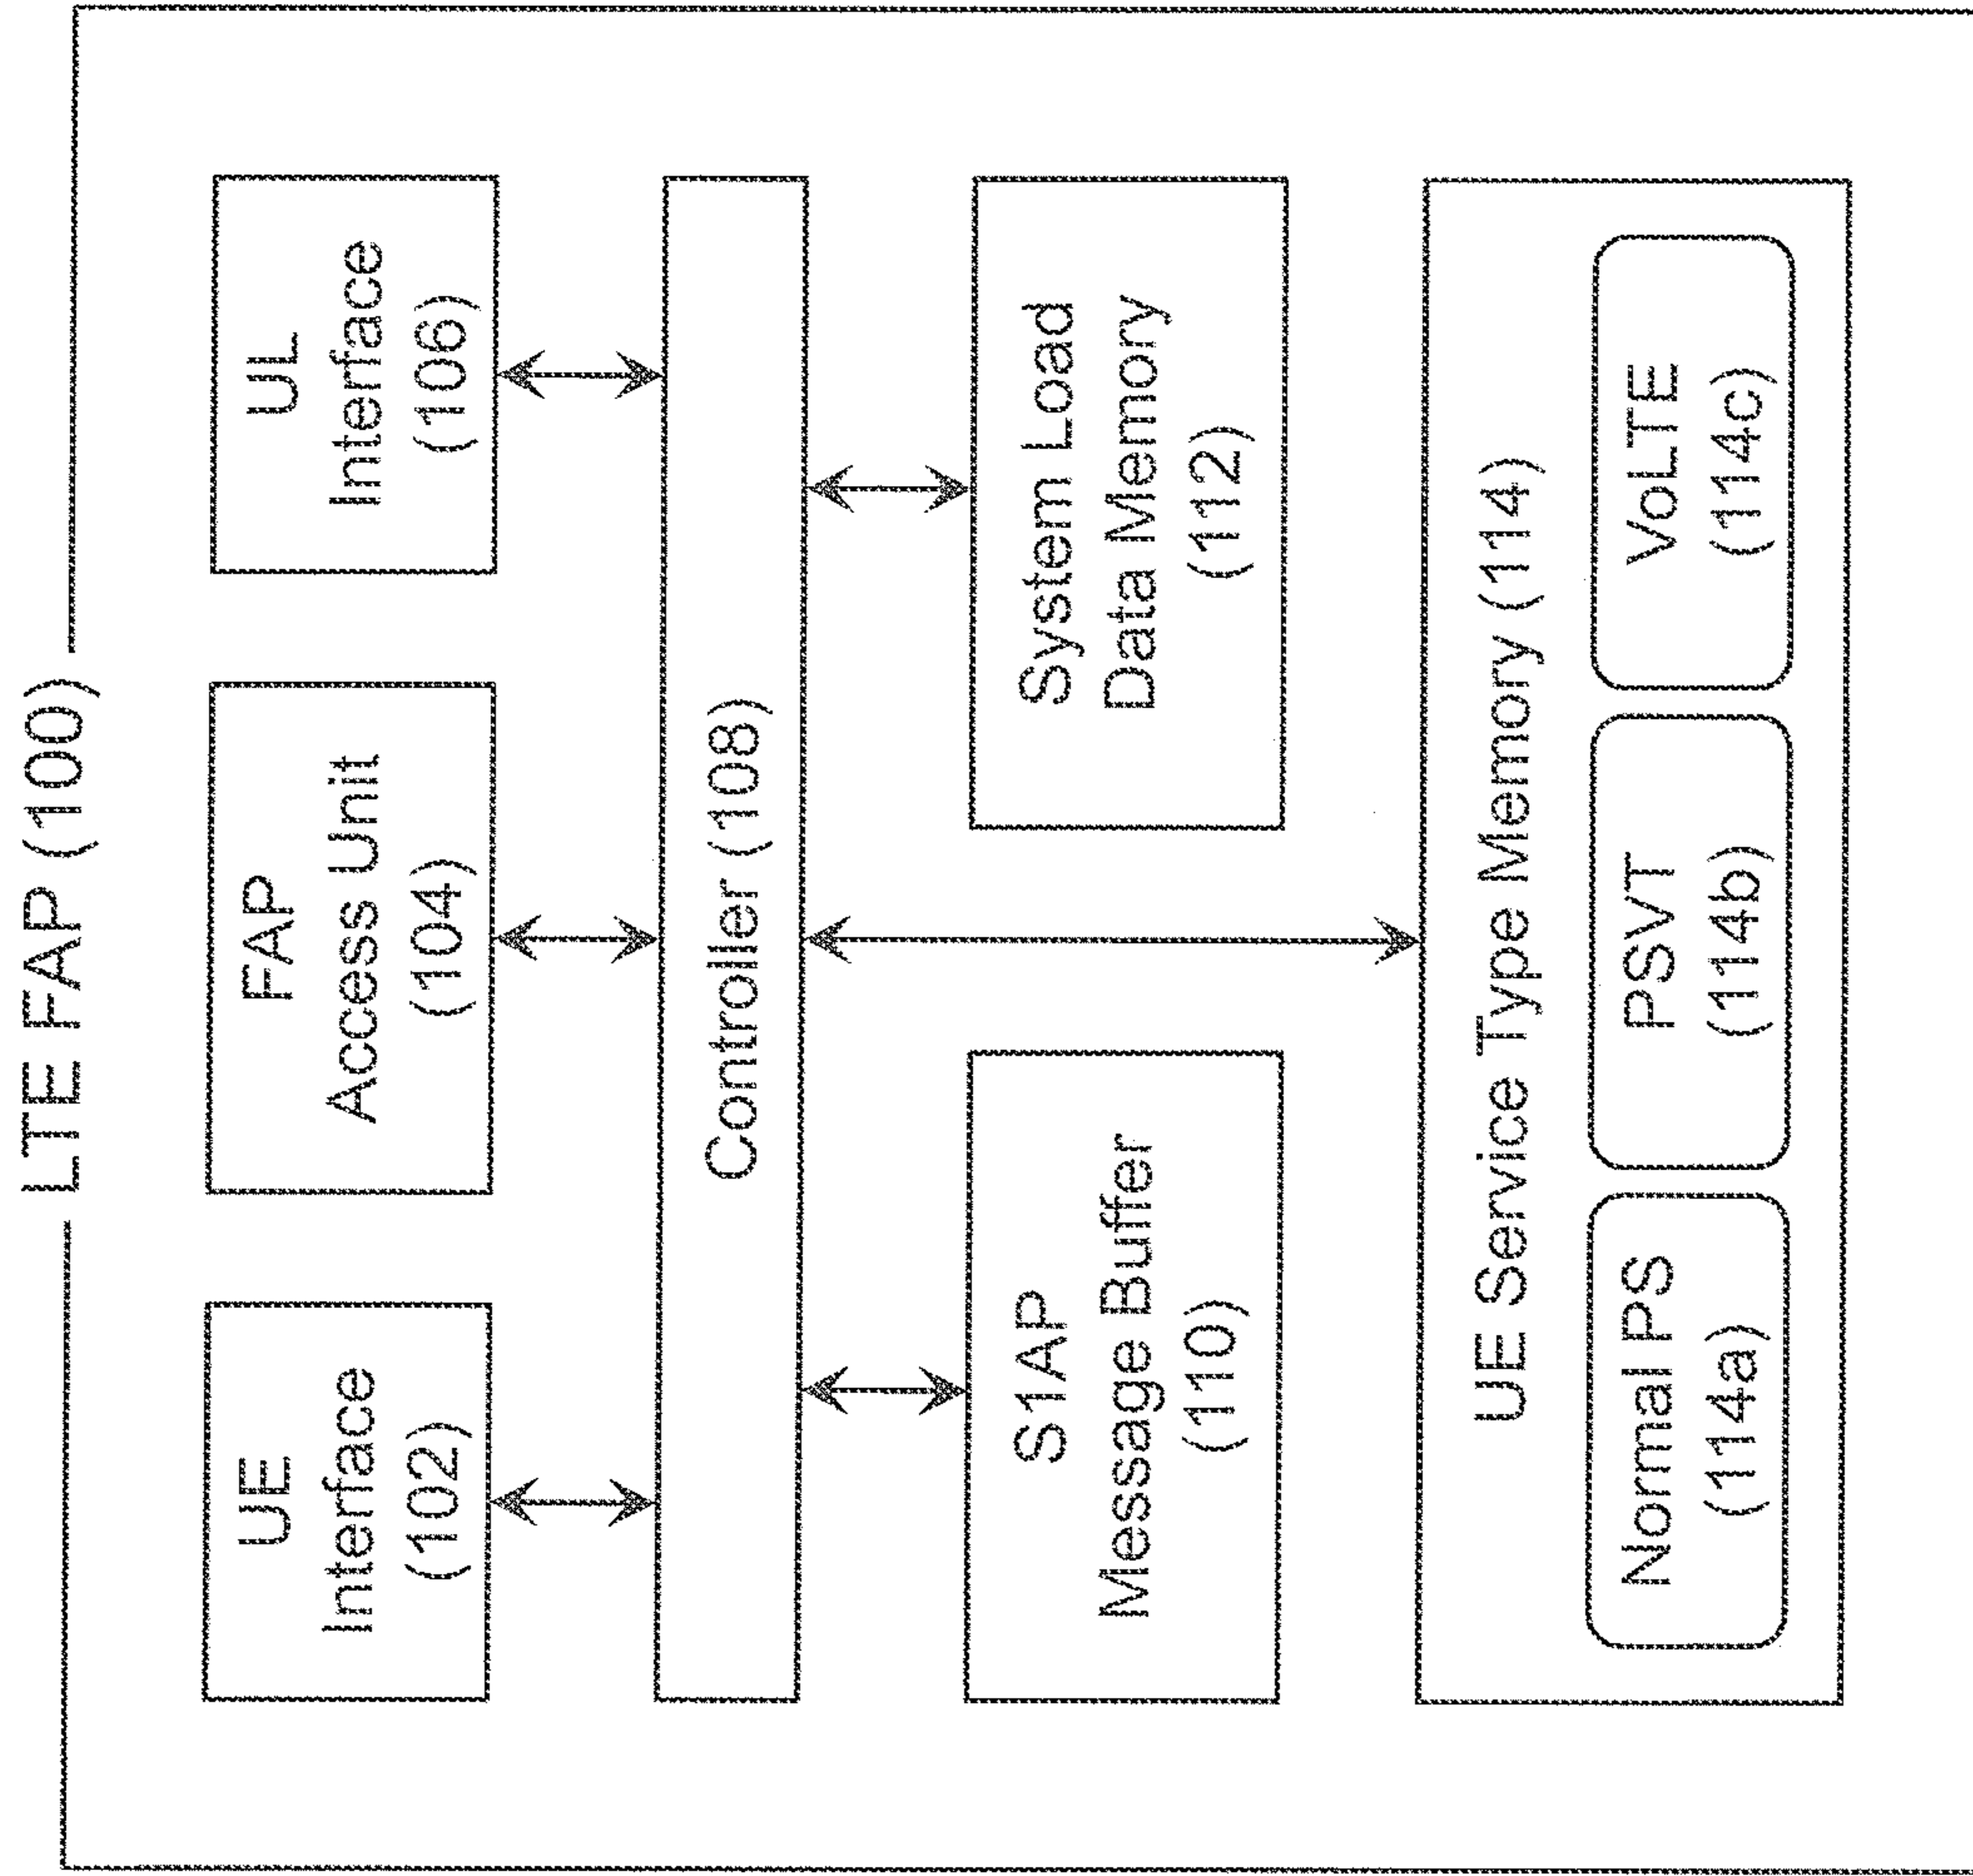 LTE FAP (100)
UE
Interface
(102)
FAP
Access Unit
(104)
UL
Interface
(106)
Controller (108)
S1AP
Message Buffer
(110)
System Load
Data Memory
(112)
UE Service Type Memory (114)
Normal PS
(114a)
PSVT
(114b)
VoLTE
(114c)